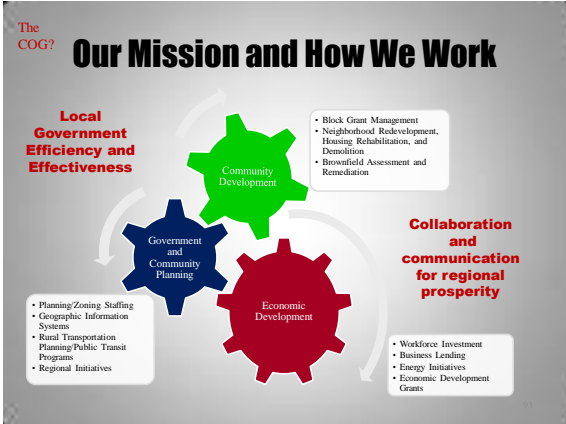 The
COG?
Our Mission and How We Work
Local
Government
Efficiency and
Effectiveness
Community
Development
• Block Grant Management
• Neighborhood Redevelopment,
Housing Rehabilitation, and
Demolition
• Brownfield Assessment and
Remediation
Government
and
Community
Planning
Collaboration
and
communication
for regional
prosperity
Economic
Development
• Planning/Zoning Staffing
• Geographic Information
Systems
• Rural Transportation
Planning/Public Transit
Programs
• Regional Initiatives
• Workforce Investment
• Business Lending
• Energy Initiatives
• Economic Development
Grants